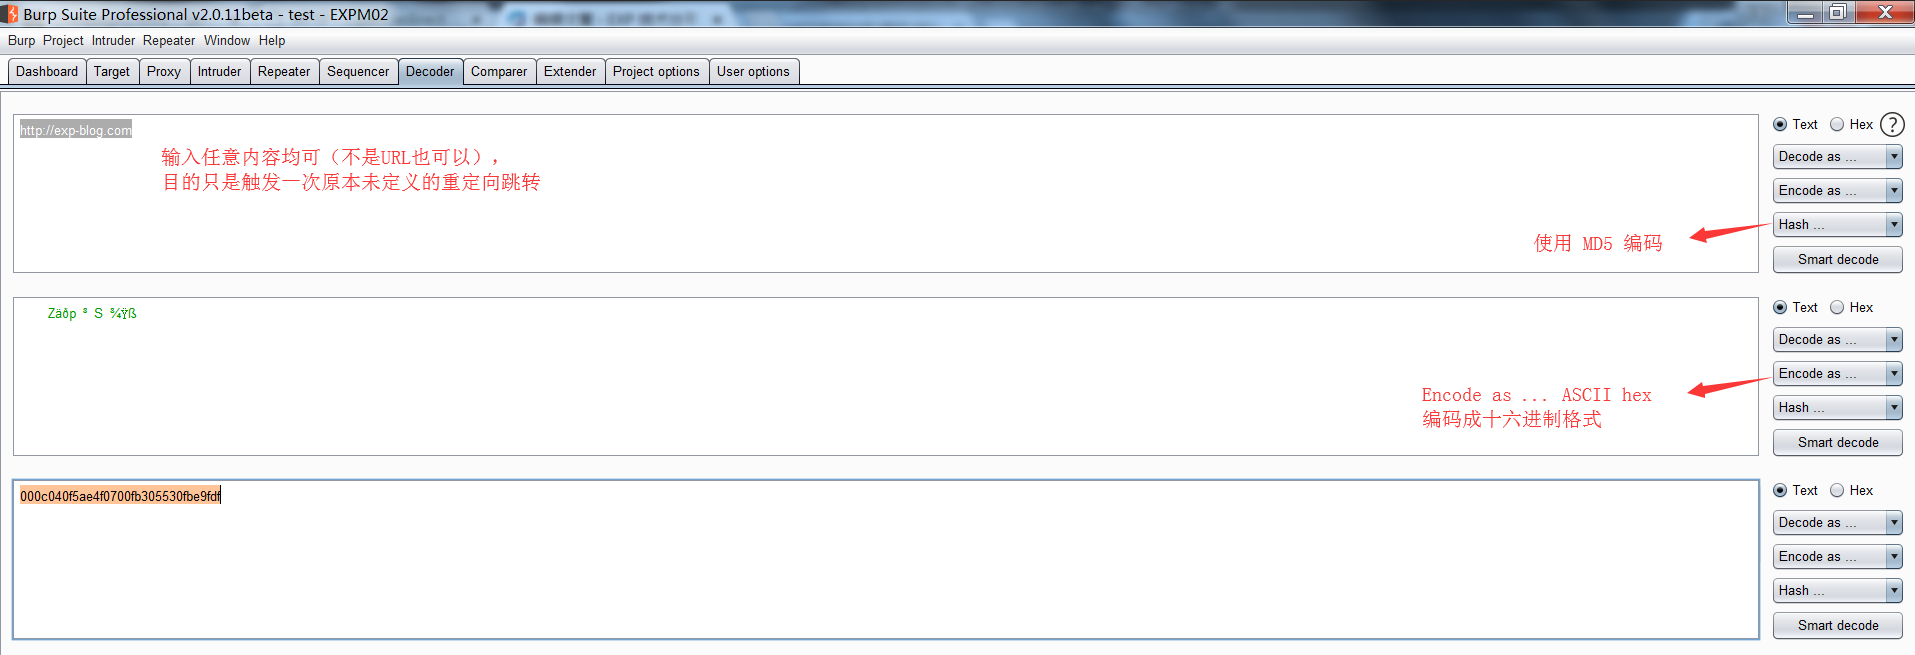 Burp Suite Professional v2.0.11beta - test - EXPM02
Burp Project Intruder Repeater Window Help
Dashboard Target Proxy Intruder Repeater Sequencer Decoder Comparer Extender Project options User options
http://exp-blog.com
输入任意内容均可（不是URL也可以），
目的只是触发一次原本未定义的重定向跳转
Text Hex ?
Decode as ...
Encode as ...
Hash ...
使用 MD5 编码
Smart decode
Zäðp ª S ¾ÿß
Text Hex
Decode as ...
Encode as ...
Encode as ... ASCII hex
编码成十六进制格式
Hash ...
Smart decode
000c040f5ae4f0700fb305530fbe9fdf
Text Hex
Decode as ...
Encode as ...
Hash ...
Smart decode